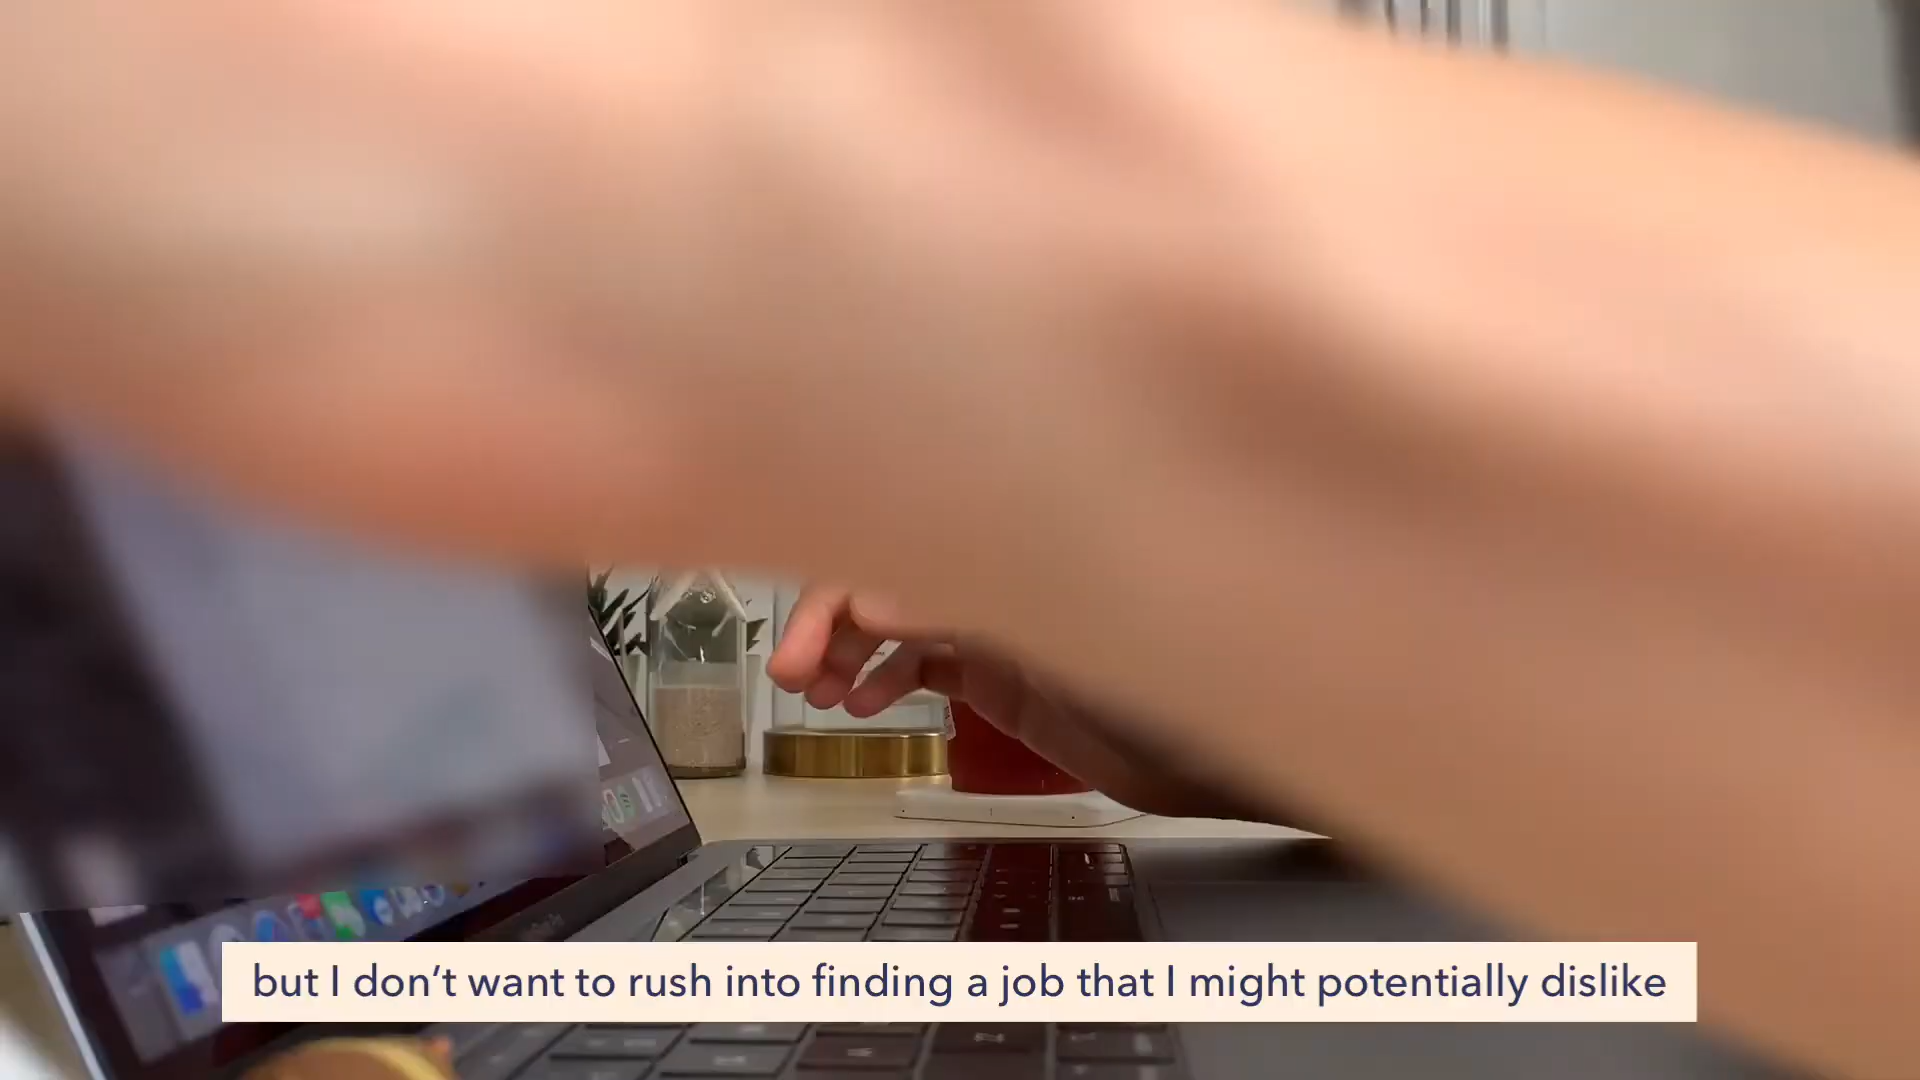 but I don’t want to rush into finding a job that I might potentially dislike